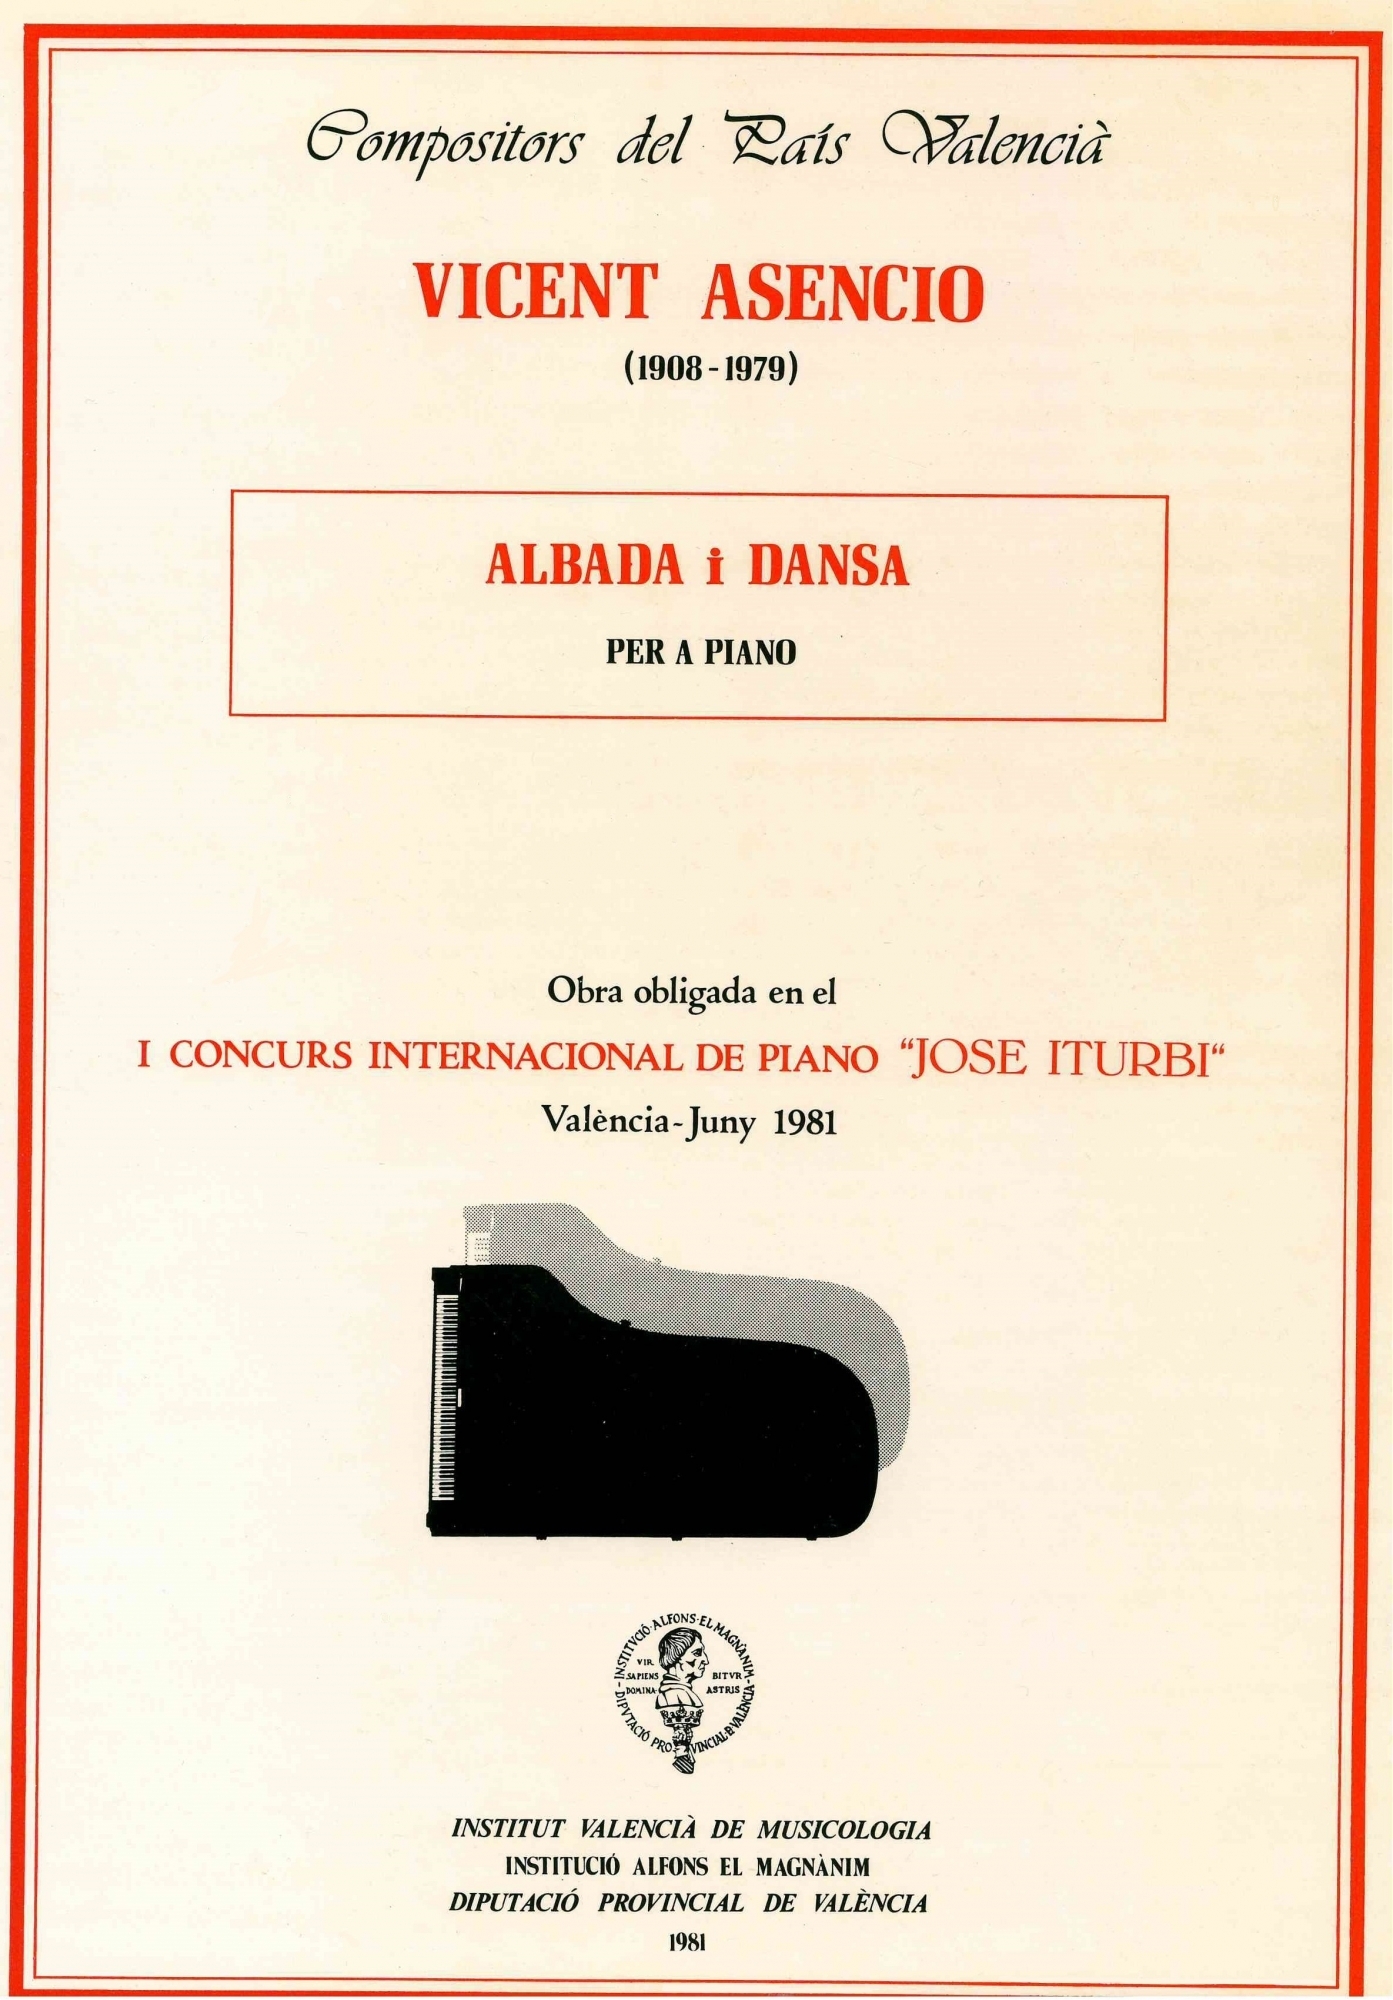 Compositors del País Valencià
VICENT ASENCIO
(1908-1979)
ALBADA i DANSA
PER A PIANO
Obra obligada en el
I CONCURS INTERNACIONAL DE PIANO “JOSE ITURBI“
València-Juny 1981
INSTITVCIÓ·ALFONS·EL MAGNÀNIM
VIR
SAPIENS
DOMINA
BITVR
ASTRIS
DIPVTACIÓ PROVINCIAL·D·VALÈNCIA
INSTITUT VALENCIÀ DE MUSICOLOGIA
INSTITUCIÓ ALFONS EL MAGNÀNIM
DIPUTACIÓ PROVINCIAL DE VALÈNCIA
1981